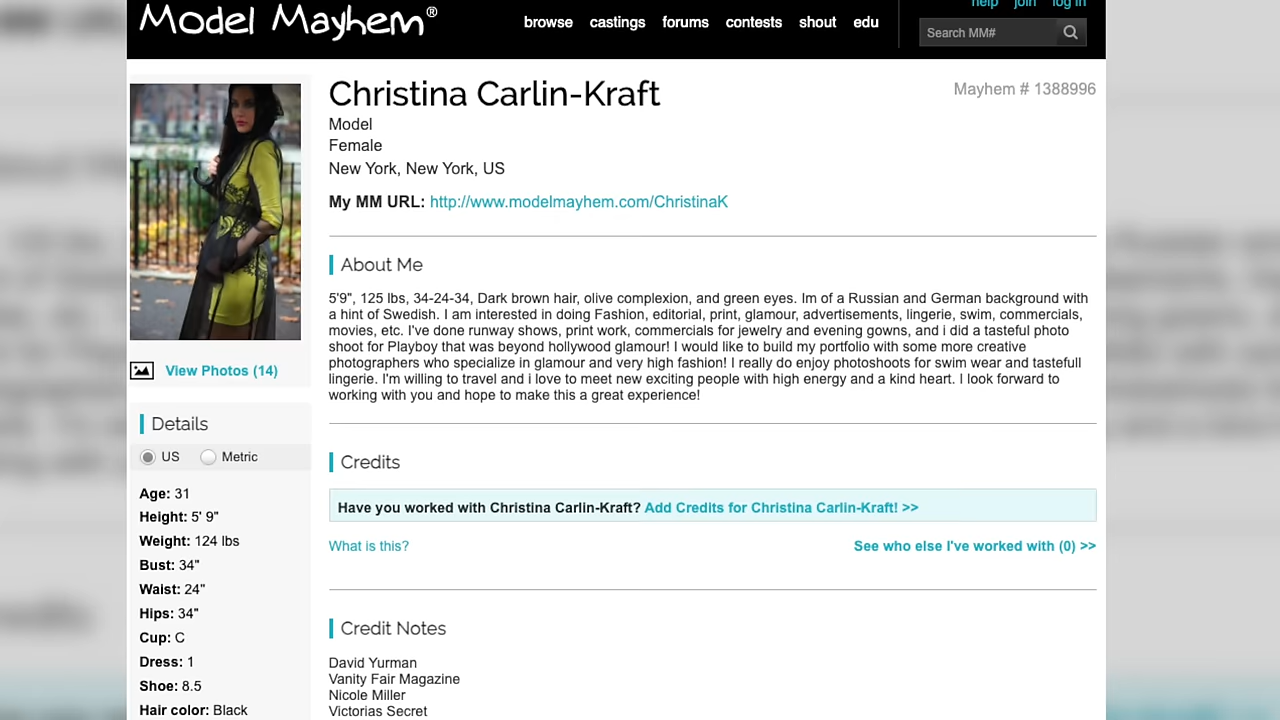 Model Mayhem®
browse castings forums contests shout edu
help join log in
Search MM#
Christina Carlin-Kraft
Mayhem # 1388996
Model
Female
New York, New York, US
My MM URL: http://www.modelmayhem.com/ChristinaK
About Me
5'9", 125 lbs, 34-24-34, Dark brown hair, olive complexion, and green eyes. Im of a Russian and German background with
a hint of Swedish. I am interested in doing Fashion, editorial, print, glamour, advertisements, lingerie, swim, commercials,
movies, etc. I've done runway shows, print work, commercials for jewelry and evening gowns, and i did a tasteful photo
shoot for Playboy that was beyond hollywood glamour! I would like to build my portfolio with some more creative
photographers who specialize in glamour and very high fashion! I really do enjoy photoshoots for swim wear and tastefull
lingerie. I'm willing to travel and i love to meet new exciting people with high energy and a kind heart. I look forward to
working with you and hope to make this a great experience!
View Photos (14)
Details
US Metric
Age: 31
Height: 5' 9"
Weight: 124 lbs
Bust: 34"
Waist: 24"
Hips: 34"
Cup: C
Dress: 1
Shoe: 8.5
Hair color: Black
Credits
Have you worked with Christina Carlin-Kraft? Add Credits for Christina Carlin-Kraft! >>
What is this?
See who else I've worked with (0) >>
Credit Notes
David Yurman
Vanity Fair Magazine
Nicole Miller
Victorias Secret